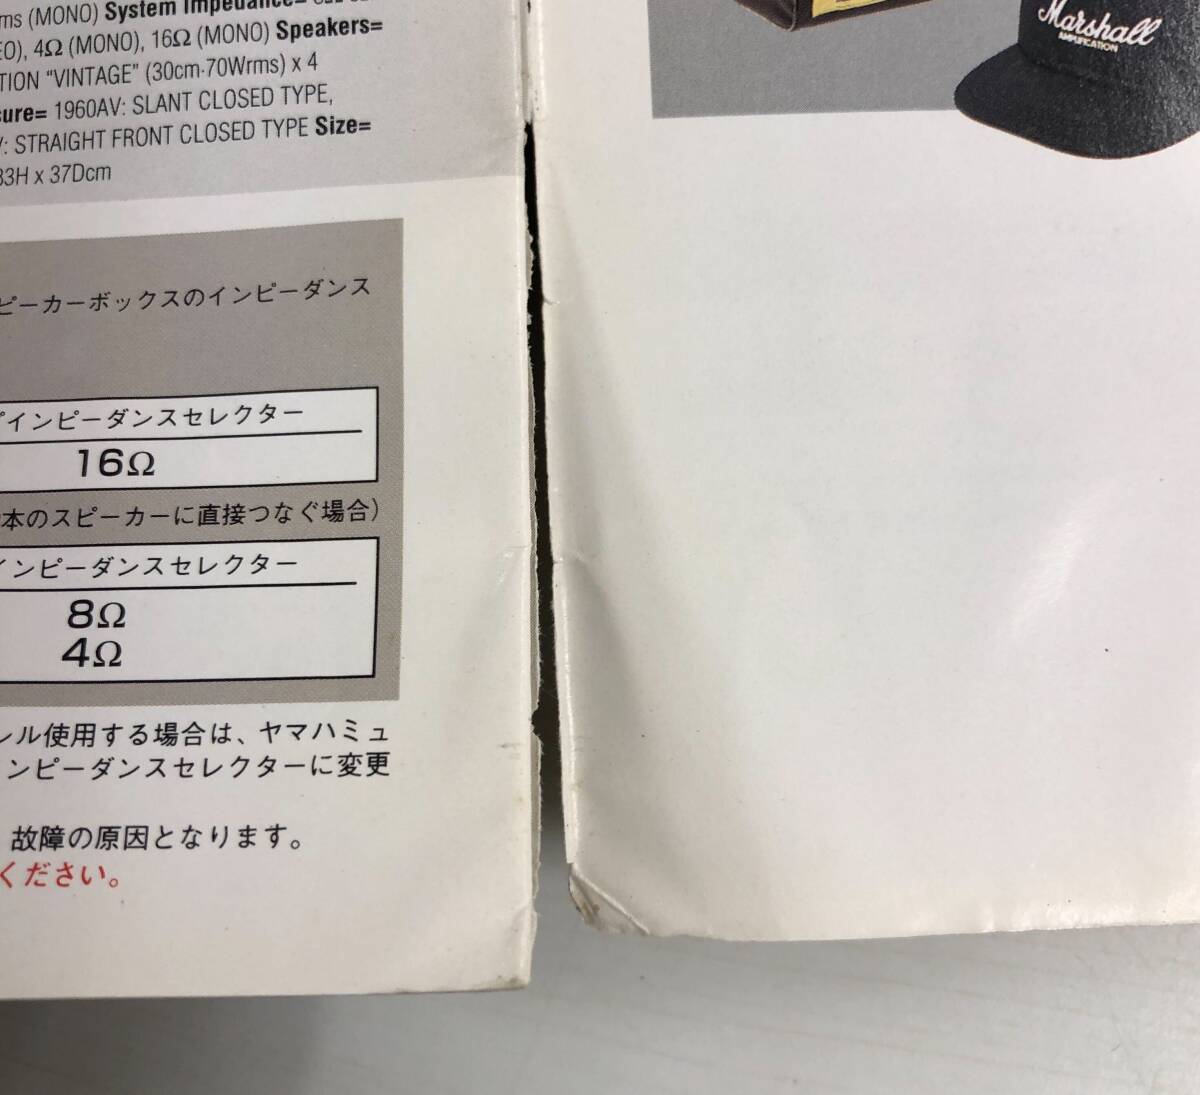 (MONO) System Impedance=
4Ω (MONO), 16Ω (MONO) Speakers=
"VINTAGE" (30cm·70Wrms) x 4
1960AV: SLANT CLOSED TYPE,
STRAIGHT FRONT CLOSED TYPE Size=
x 37Dcm
ピーカーボックスのインピーダンス
インピーダンスセレクター
16Ω
本のスピーカーに直接つなぐ場合)
インピーダンスセレクター
8Ω
4Ω
レル使用する場合は、ヤマハミュ
ンピーダンスセレクターに変更
故障の原因となります。
ください。
Marshall
AMPLIFICATION